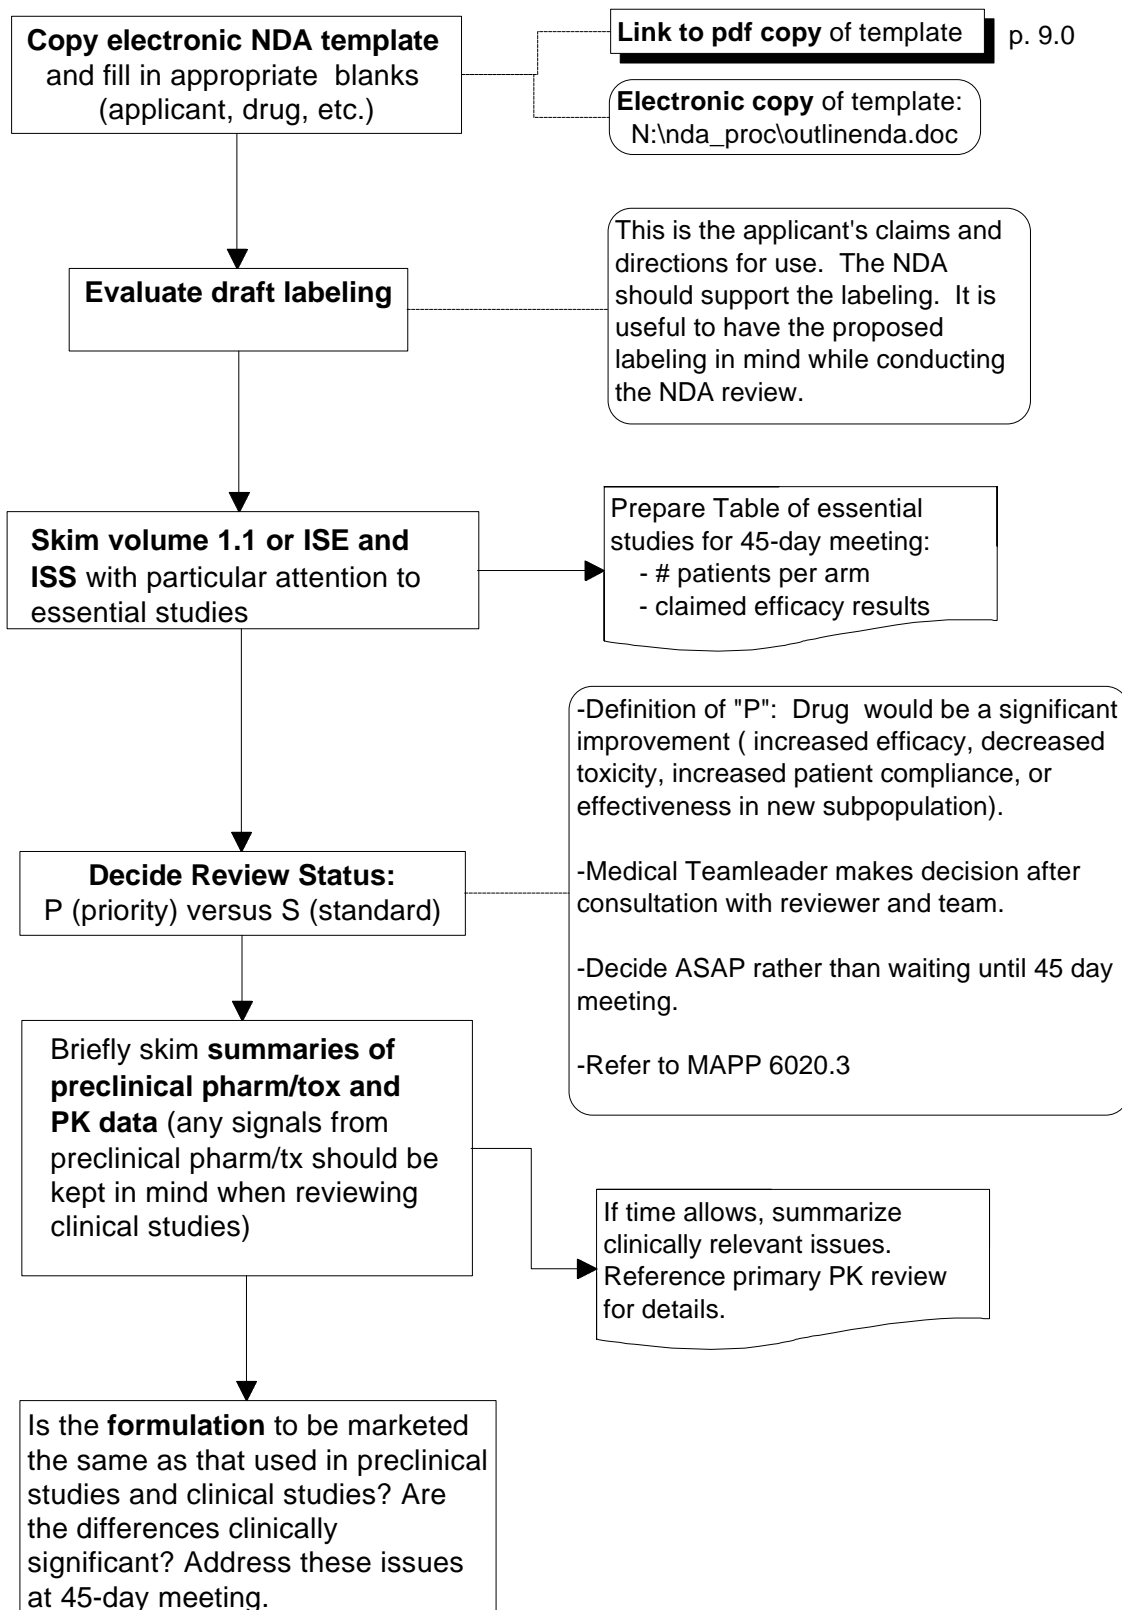 Copy electronic NDA template
and fill in appropriate blanks
(applicant, drug, etc.)
Link to pdf copy of template
p. 9.0
Electronic copy of template:
N:\nda_proc\outlinenda.doc
Evaluate draft labeling
This is the applicant's claims and
directions for use. The NDA
should support the labeling. It is
useful to have the proposed
labeling in mind while conducting
the NDA review.
Skim volume 1.1 or ISE and
ISS with particular attention to
essential studies
Prepare Table of essential
studies for 45-day meeting:
- # patients per arm
- claimed efficacy results
Decide Review Status:
P (priority) versus S (standard)
-Definition of "P": Drug would be a significant
improvement ( increased efficacy, decreased
toxicity, increased patient compliance, or
effectiveness in new subpopulation).
-Medical Teamleader makes decision after
consultation with reviewer and team.
-Decide ASAP rather than waiting until 45 day
meeting.
-Refer to MAPP 6020.3
Briefly skim summaries of
preclinical pharm/tox and
PK data (any signals from
preclinical pharm/tx should be
kept in mind when reviewing
clinical studies)
If time allows, summarize
clinically relevant issues.
Reference primary PK review
for details.
Is the formulation to be marketed
the same as that used in preclinical
studies and clinical studies? Are
the differences clinically
significant? Address these issues
at 45-day meeting.